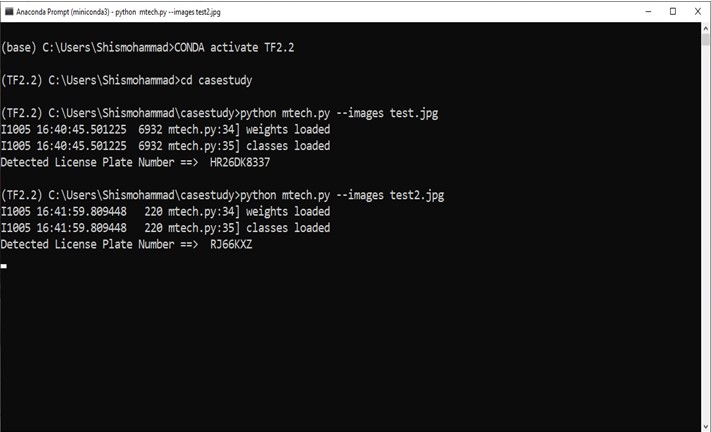 Anaconda Prompt (miniconda3) - python  mtech.py --images test2.jpg
(base) C:\Users\Shismohammad>CONDA activate TF2.2
(TF2.2) C:\Users\Shismohammad>cd casestudy
(TF2.2) C:\Users\Shismohammad\casestudy>python mtech.py --images test.jpg
I1005 16:40:45.501225  6932 mtech.py:34] weights loaded
I1005 16:40:45.501225  6932 mtech.py:35] classes loaded
Detected License Plate Number ==>  HR26DK8337
(TF2.2) C:\Users\Shismohammad\casestudy>python mtech.py --images test2.jpg
I1005 16:41:59.809448   220 mtech.py:34] weights loaded
I1005 16:41:59.809448   220 mtech.py:35] classes loaded
Detected License Plate Number ==>  RJ66KXZ